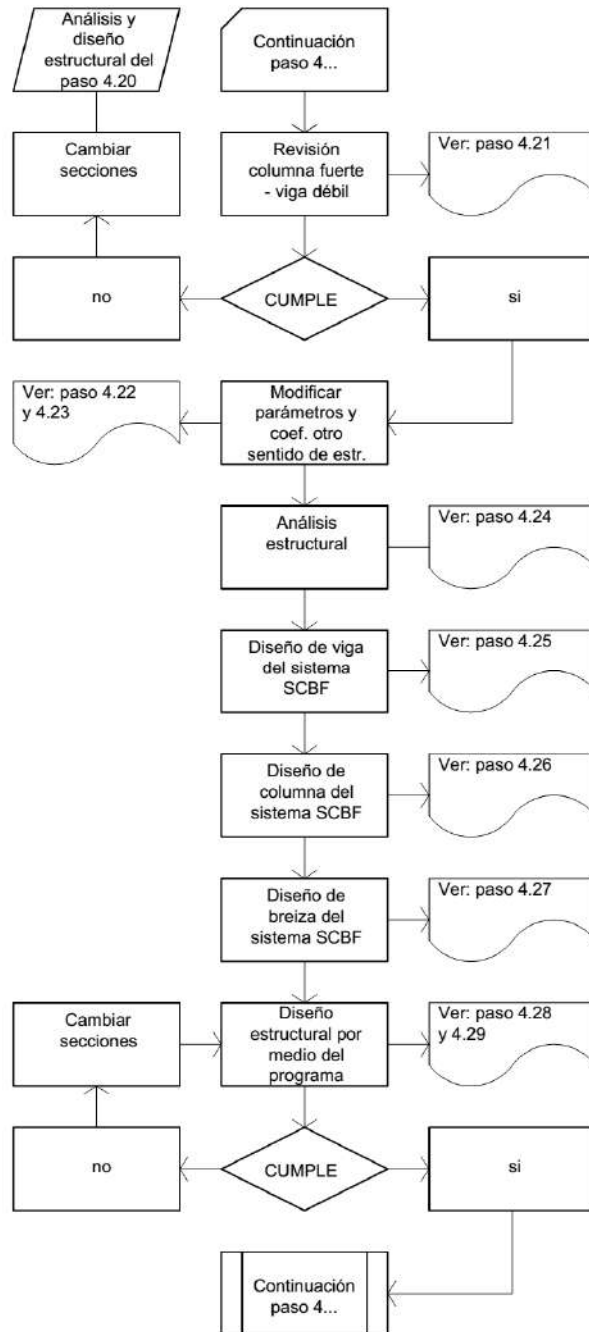 Análisis y
diseño
estructural del
paso 4.20
Continuación
paso 4...
Cambiar
secciones
Revisión
columna fuerte
- viga débil
Ver: paso 4.21
no
CUMPLE
si
Ver: paso 4.22
y 4.23
Modificar
parámetros y
coef. otro
sentido de estr.
Análisis
estructural
Ver: paso 4.24
Diseño de viga
del sistema
SCBF
Ver: paso 4.25
Diseño de
columna del
sistema SCBF
Ver: paso 4.26
Diseño de
breiza del
sistema SCBF
Ver: paso 4.27
Cambiar
secciones
Diseño
estructural por
medio del
programa
Ver: paso 4.28
y 4.29
no
CUMPLE
si
Continuación
paso 4...